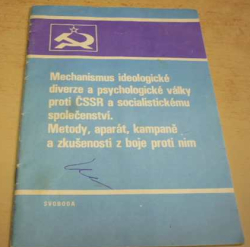 Mechanismus ideologické
diverze a psychologické války
proti ČSSR a socialistickému
společenství.
Metody, aparát, kampaně
a zkušenosti z boje proti nim
SVOBODA